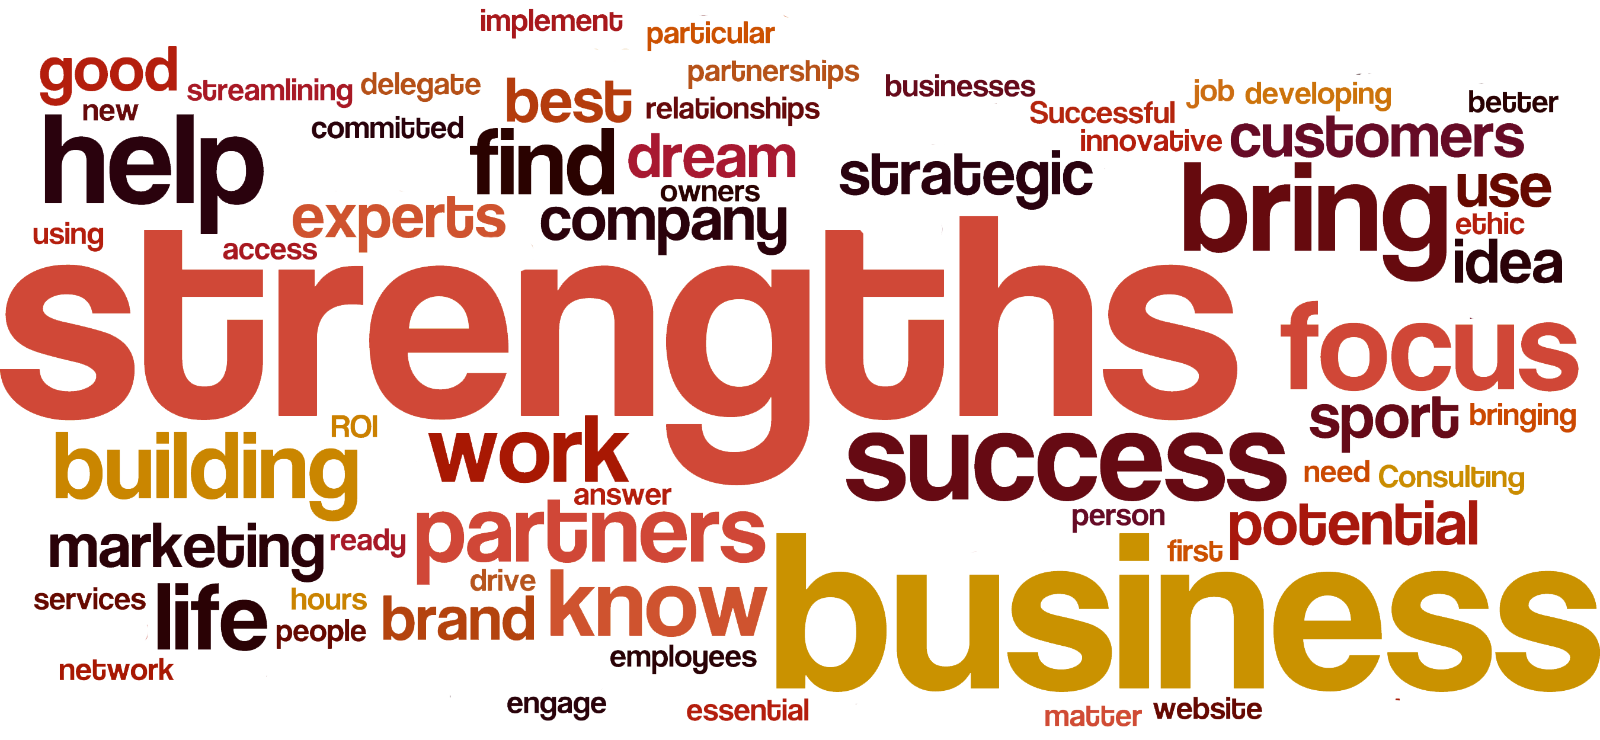 implement
particular
good
streamlining
delegate
partnerships
businesses
job
developing
better
new
committed
best
relationships
Successful
innovative
customers
help
find
dream
owners
strategic
bring
use
ethic
idea
using
access
experts
company
strengths
focus
sport
bringing
building
ROI
work
answer
success
need
Consulting
marketing
ready
partners
person
first
potential
services
life
hours
people
drive
brand
know
employees
business
network
engage
essential
matter
website